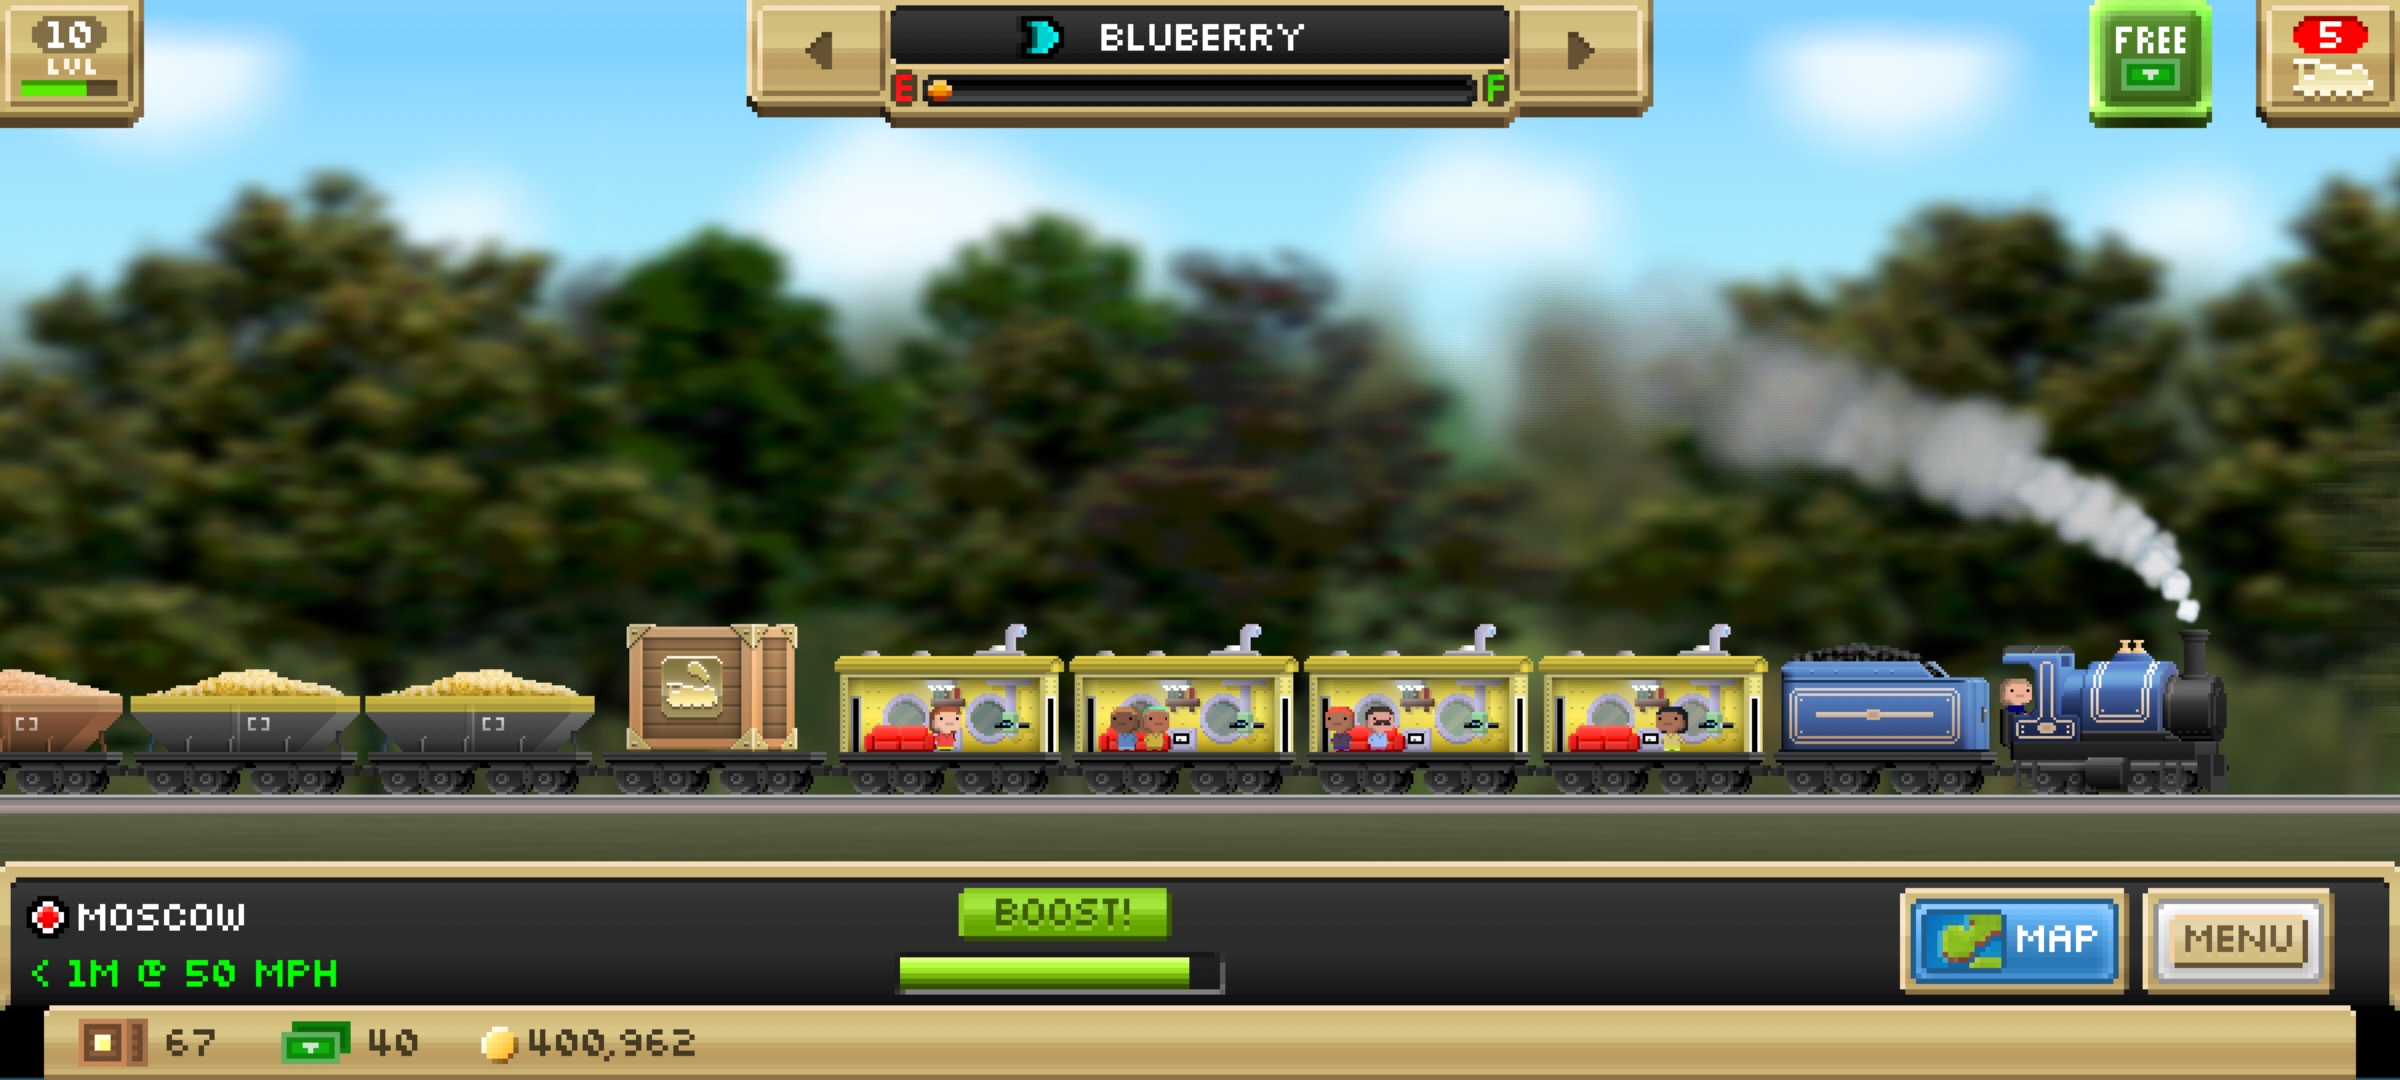 10
LVL
BLUBERRY
E
F
FREE
5
MOSCOW
< 1M @ 50 MPH
BOOST!
MAP
MENU
67
40
400,962